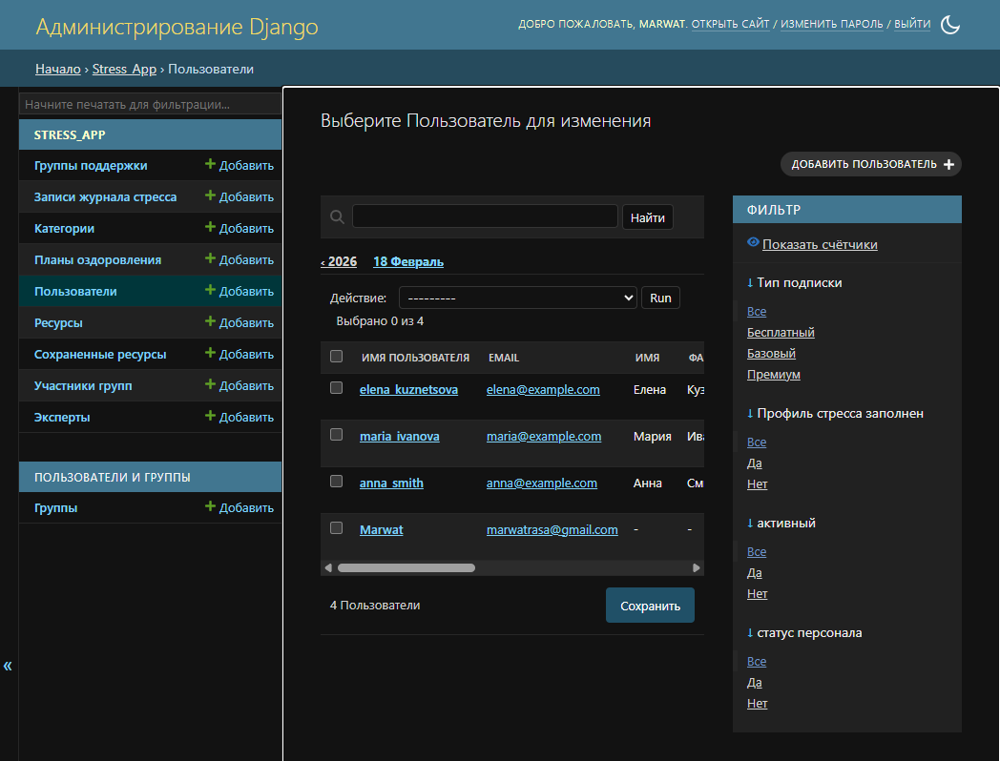 Администрирование Django
ДОБРО ПОЖАЛОВАТЬ, MARWAT. ОТКРЫТЬ САЙТ / ИЗМЕНИТЬ ПАРОЛЬ / ВЫЙТИ
Начало › Stress_App › Пользователи
Начните печатать для фильтрации...
STRESS_APP
Группы поддержки + Добавить
Записи журнала стресса + Добавить
Категории + Добавить
Планы оздоровления + Добавить
Пользователи + Добавить
Ресурсы + Добавить
Сохраненные ресурсы + Добавить
Участники групп + Добавить
Эксперты + Добавить
ПОЛЬЗОВАТЕЛИ И ГРУППЫ
Группы + Добавить
«
Выберите Пользователь для изменения
ДОБАВИТЬ ПОЛЬЗОВАТЕЛЬ +
Найти
‹ 2026 18 Февраль
Действие: --------- Run
Выбрано 0 из 4
ИМЯ ПОЛЬЗОВАТЕЛЯ EMAIL ИМЯ ФА
elena_kuznetsova elena@example.com Елена Куз
maria_ivanova maria@example.com Мария Ива
anna_smith anna@example.com Анна См
Marwat marwatrasa@gmail.com - -
4 Пользователи
Сохранить
ФИЛЬТР
Показать счётчики
↓ Тип подписки
Все
Бесплатный
Базовый
Премиум
↓ Профиль стресса заполнен
Все
Да
Нет
↓ активный
Все
Да
Нет
↓ статус персонала
Все
Да
Нет